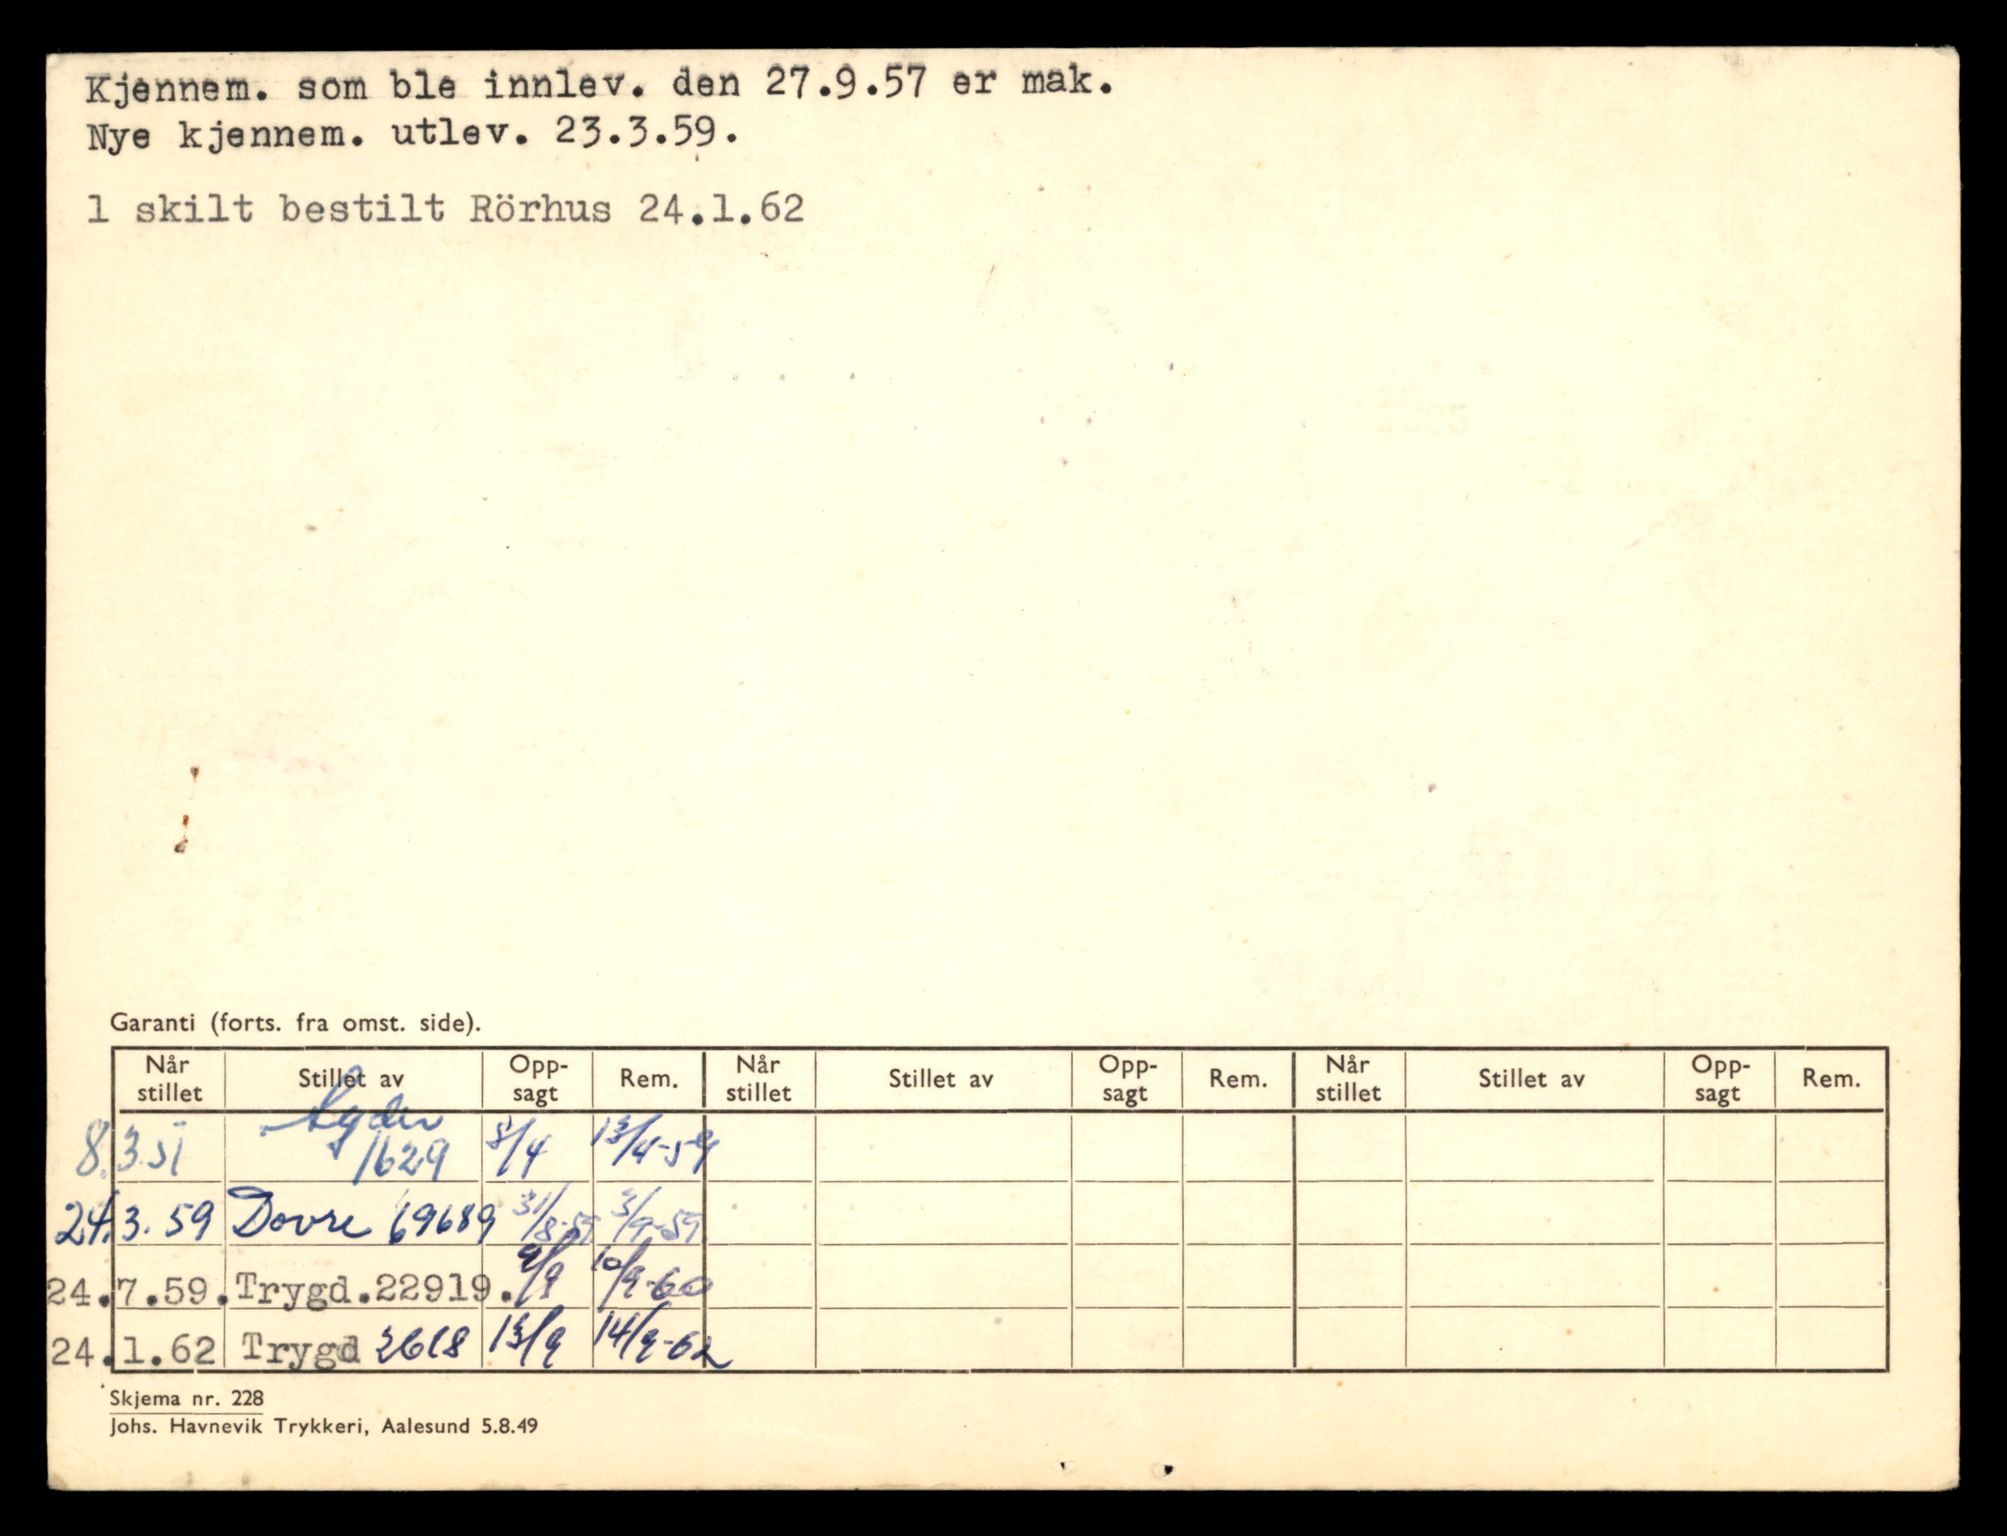 Kjennem. som ble innlev. den 27.9.57 er mak.
Nye kjennem. utlev. 23.3.59.
1 skilt bestilt Rörhus 24.1.62
Garanti (forts. fra omst. side).
Når stillet Stillet av Opp-sagt Rem. Når stillet Stillet av Opp-sagt Rem. Når stillet Stillet av Opp-sagt Rem.
8.3.51 Agder 1629 8/4 13/4-59
24.3.59 Dovre 69689 31/8-59 3/9-59
24.7.59. Trygd.22919. 9/9 10/9-60
24.1.62 Trygd 2618 13/9 14/9-62
Skjema nr. 228
Johs. Havnevik Trykkeri, Aalesund 5.8.49